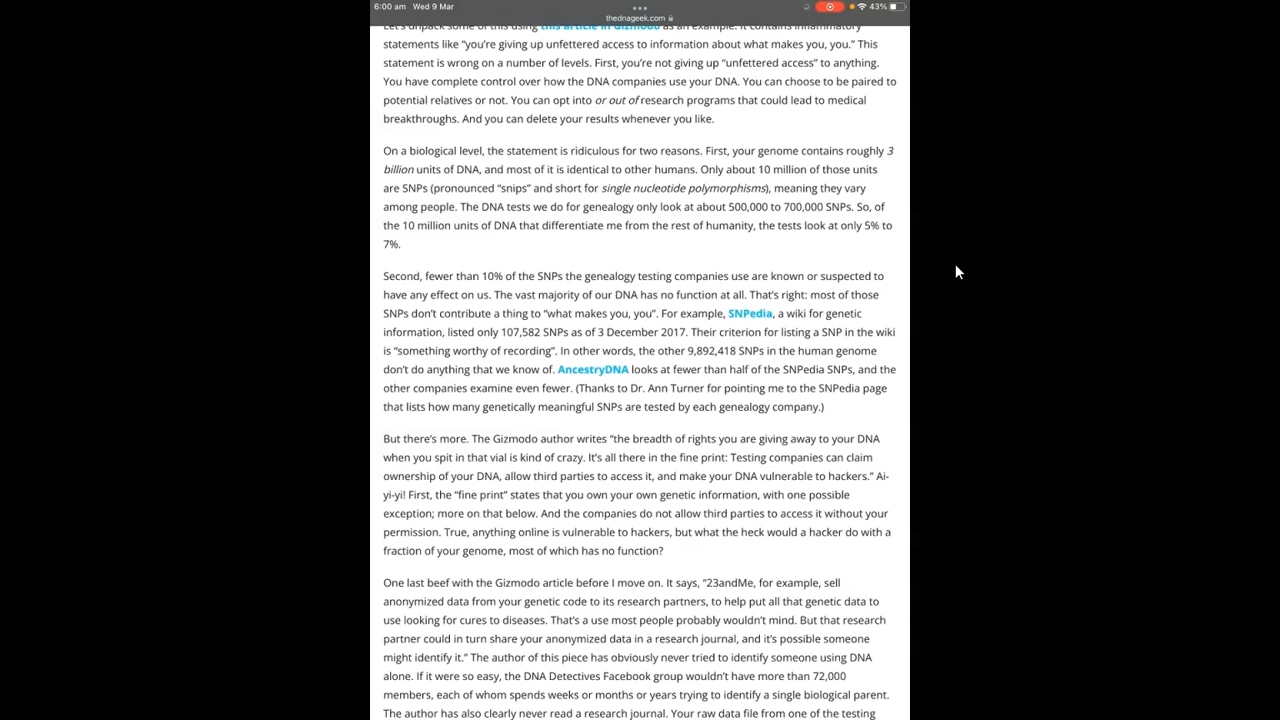 6:00 am Wed 9 Mar
43%
thednageek.com
Let's unpack some of this using this article in Gizmodo as an example. It contains inflammatory
statements like “you’re giving up unfettered access to information about what makes you, you.” This
statement is wrong on a number of levels. First, you’re not giving up “unfettered access” to anything.
You have complete control over how the DNA companies use your DNA. You can choose to be paired to
potential relatives or not. You can opt into or out of research programs that could lead to medical
breakthroughs. And you can delete your results whenever you like.
On a biological level, the statement is ridiculous for two reasons. First, your genome contains roughly 3
billion units of DNA, and most of it is identical to other humans. Only about 10 million of those units
are SNPs (pronounced “snips” and short for single nucleotide polymorphisms), meaning they vary
among people. The DNA tests we do for genealogy only look at about 500,000 to 700,000 SNPs. So, of
the 10 million units of DNA that differentiate me from the rest of humanity, the tests look at only 5% to
7%.
Second, fewer than 10% of the SNPs the genealogy testing companies use are known or suspected to
have any effect on us. The vast majority of our DNA has no function at all. That’s right: most of those
SNPs don’t contribute a thing to “what makes you, you”. For example, SNPedia, a wiki for genetic
information, listed only 107,582 SNPs as of 3 December 2017. Their criterion for listing a SNP in the wiki
is “something worthy of recording”. In other words, the other 9,892,418 SNPs in the human genome
don’t do anything that we know of. AncestryDNA looks at fewer than half of the SNPedia SNPs, and the
other companies examine even fewer. (Thanks to Dr. Ann Turner for pointing me to the SNPedia page
that lists how many genetically meaningful SNPs are tested by each genealogy company.)
But there’s more. The Gizmodo author writes “the breadth of rights you are giving away to your DNA
when you spit in that vial is kind of crazy. It’s all there in the fine print: Testing companies can claim
ownership of your DNA, allow third parties to access it, and make your DNA vulnerable to hackers.” Ai-
yi-yi! First, the “fine print” states that you own your own genetic information, with one possible
exception; more on that below. And the companies do not allow third parties to access it without your
permission. True, anything online is vulnerable to hackers, but what the heck would a hacker do with a
fraction of your genome, most of which has no function?
One last beef with the Gizmodo article before I move on. It says, “23andMe, for example, sell
anonymized data from your genetic code to its research partners, to help put all that genetic data to
use looking for cures to diseases. That’s a use most people probably wouldn’t mind. But that research
partner could in turn share your anonymized data in a research journal, and it’s possible someone
might identify it.” The author of this piece has obviously never tried to identify someone using DNA
alone. If it were so easy, the DNA Detectives Facebook group wouldn’t have more than 72,000
members, each of whom spends weeks or months or years trying to identify a single biological parent.
The author has also clearly never read a research journal. Your raw data file from one of the testing